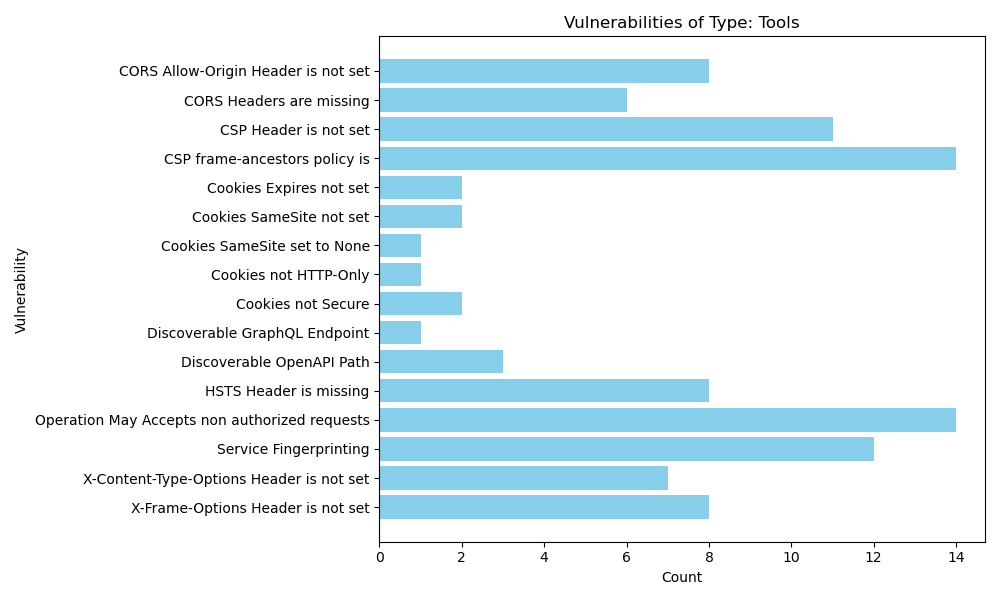 Vulnerabilities of Type: Tools
CORS Allow-Origin Header is not set
CORS Headers are missing
CSP Header is not set
CSP frame-ancestors policy is
Cookies Expires not set
Cookies SameSite not set
Cookies SameSite set to None
Cookies not HTTP-Only
Cookies not Secure
Discoverable GraphQL Endpoint
Discoverable OpenAPI Path
HSTS Header is missing
Operation May Accepts non authorized requests
Service Fingerprinting
X-Content-Type-Options Header is not set
X-Frame-Options Header is not set
Vulnerability
0 2 4 6 8 10 12 14
Count